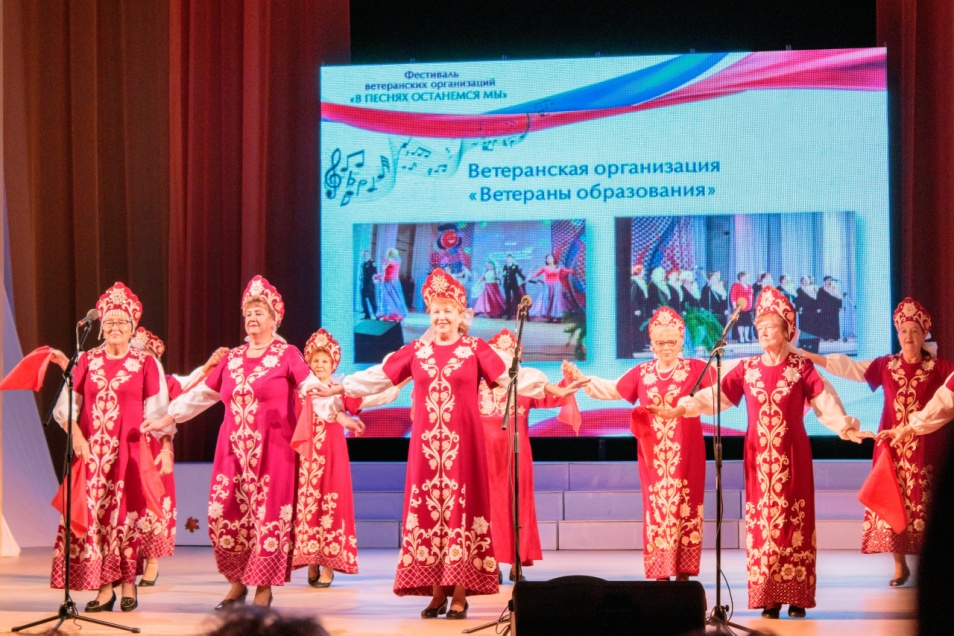 Фестиваль
ветеранских организаций
«В ПЕСНЯХ ОСТАНЕМСЯ МЫ»
Ветеранская организация
«Ветераны образования»